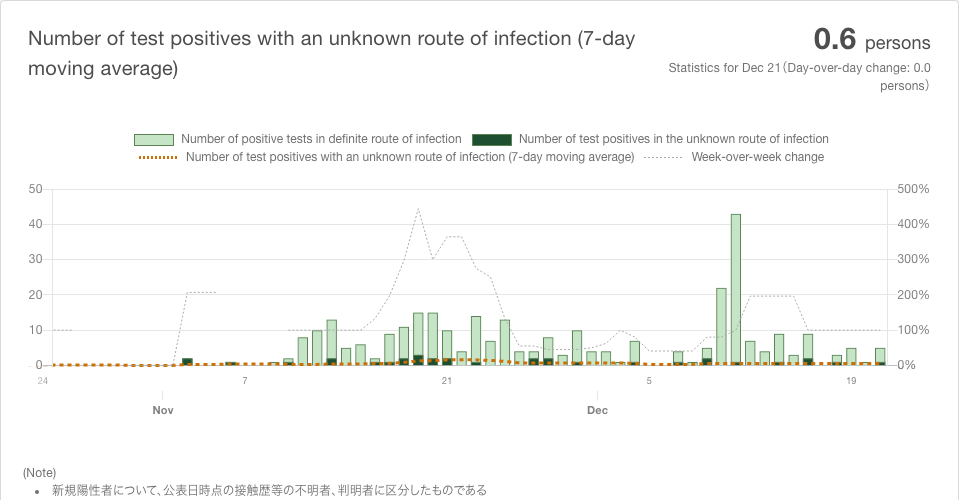 Number of test positives with an unknown route of infection (7-day
moving average)
0.6 persons
Statistics for Dec 21(Day-over-day change: 0.0
persons)
Number of positive tests in definite route of infection
Number of test positives in the unknown route of infection
Number of test positives with an unknown route of infection (7-day moving average)
Week-over-week change
50 500%
40 400%
30 300%
20 200%
10 100%
0 0%
24 7 21 5 19
Nov Dec
(Note)
• 新規陽性者について、公表日時点の接触歴等の不明者、判明者に区分したものである